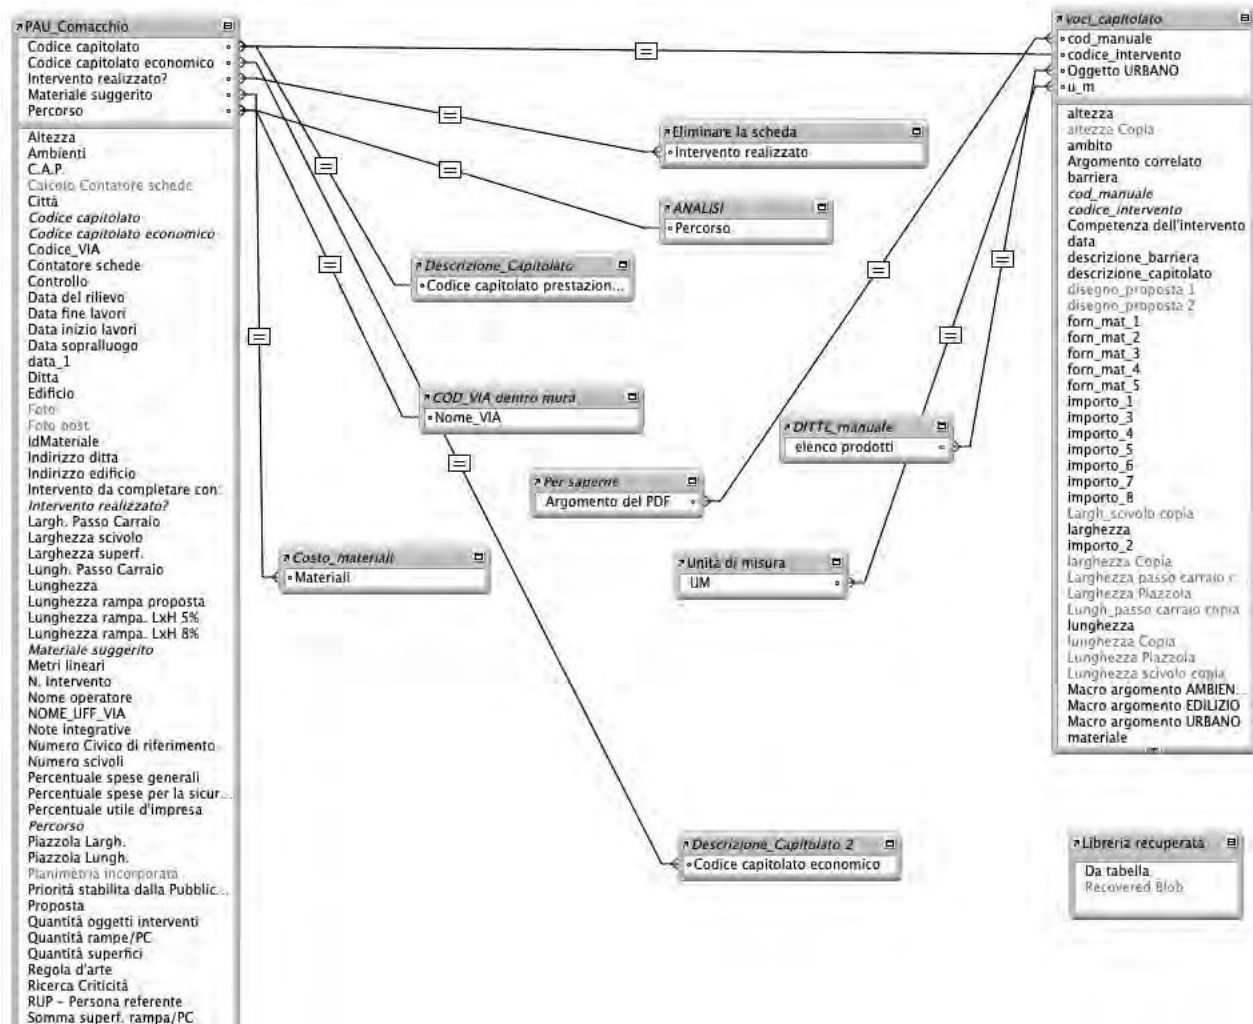 PAU_Comacchio
Codice capitolato
Codice capitolato economico
Intervento realizzato?
Materiale suggerito
Percorso
Altezza
Ambienti
C.A.P.
Calcolo Contatore schede
Città
Codice capitolato
Codice capitolato economico
Codice_VIA
Contatore schede
Controllo
Data del rilievo
Data fine lavori
Data inizio lavori
Data sopralluogo
data_1
Ditta
Edificio
Foto
Foto post
idMateriale
Indirizzo ditta
Indirizzo edificio
Intervento da completare con:
Intervento realizzato?
Largh. Passo Carraio
Larghezza scivolo
Larghezza superf.
Lungh. Passo Carraio
Lunghezza
Lunghezza rampa proposta
Lunghezza rampa. LxH 5%
Lunghezza rampa. LxH 8%
Materiale suggerito
Metri lineari
N. Intervento
Nome operatore
NOME_UFF_VIA
Note integrative
Numero Civico di riferimento
Numero scivoli
Percentuale spese generali
Percentuale spese per la sicur...
Percentuale utile d'impresa
Percorso
Piazzola Largh.
Piazzola Lungh.
Planimetria incorporata
Priorità stabilita dalla Pubblic...
Proposta
Quantità oggetti interventi
Quantità rampe/PC
Quantità superfici
Regola d'arte
Ricerca Criticità
RUP - Persona referente
Somma superf. rampa/PC
Eliminare la scheda
Intervento realizzato
ANALISI
Percorso
Descrizione_Capitolato
Codice capitolato prestazion...
COD_VIA dentro mura
Nome_VIA
DITTE_manuale
elenco prodotti
Per saperne
Argomento del PDF
Costo_materiali
Materiali
Unità di misura
UM
Descrizione_Capitolato 2
Codice capitolato economico
voci_capitolato
cod_manuale
codice_intervento
Oggetto URBANO
u_m
altezza
altezza Copia
ambito
Argomento correlato
barriera
cod_manuale
codice_intervento
Competenza dell'intervento
data
descrizione_barriera
descrizione_capitolato
disegno_proposta 1
disegno_proposta 2
forn_mat_1
forn_mat_2
forn_mat_3
forn_mat_4
forn_mat_5
importo_1
importo_3
importo_4
importo_5
importo_6
importo_7
importo_8
Largh_scivolo copia
larghezza
importo_2
larghezza Copia
Larghezza passo carraio c
Larghezza Piazzola
Lungh_passo carraio copia
lunghezza
lunghezza Copia
Lunghezza Piazzola
Lunghezza scivolo copia
Macro argomento AMBIEN...
Macro argomento EDILIZIO
Macro argomento URBANO
materiale
Libreria recuperata
Da tabella
Recovered Blob